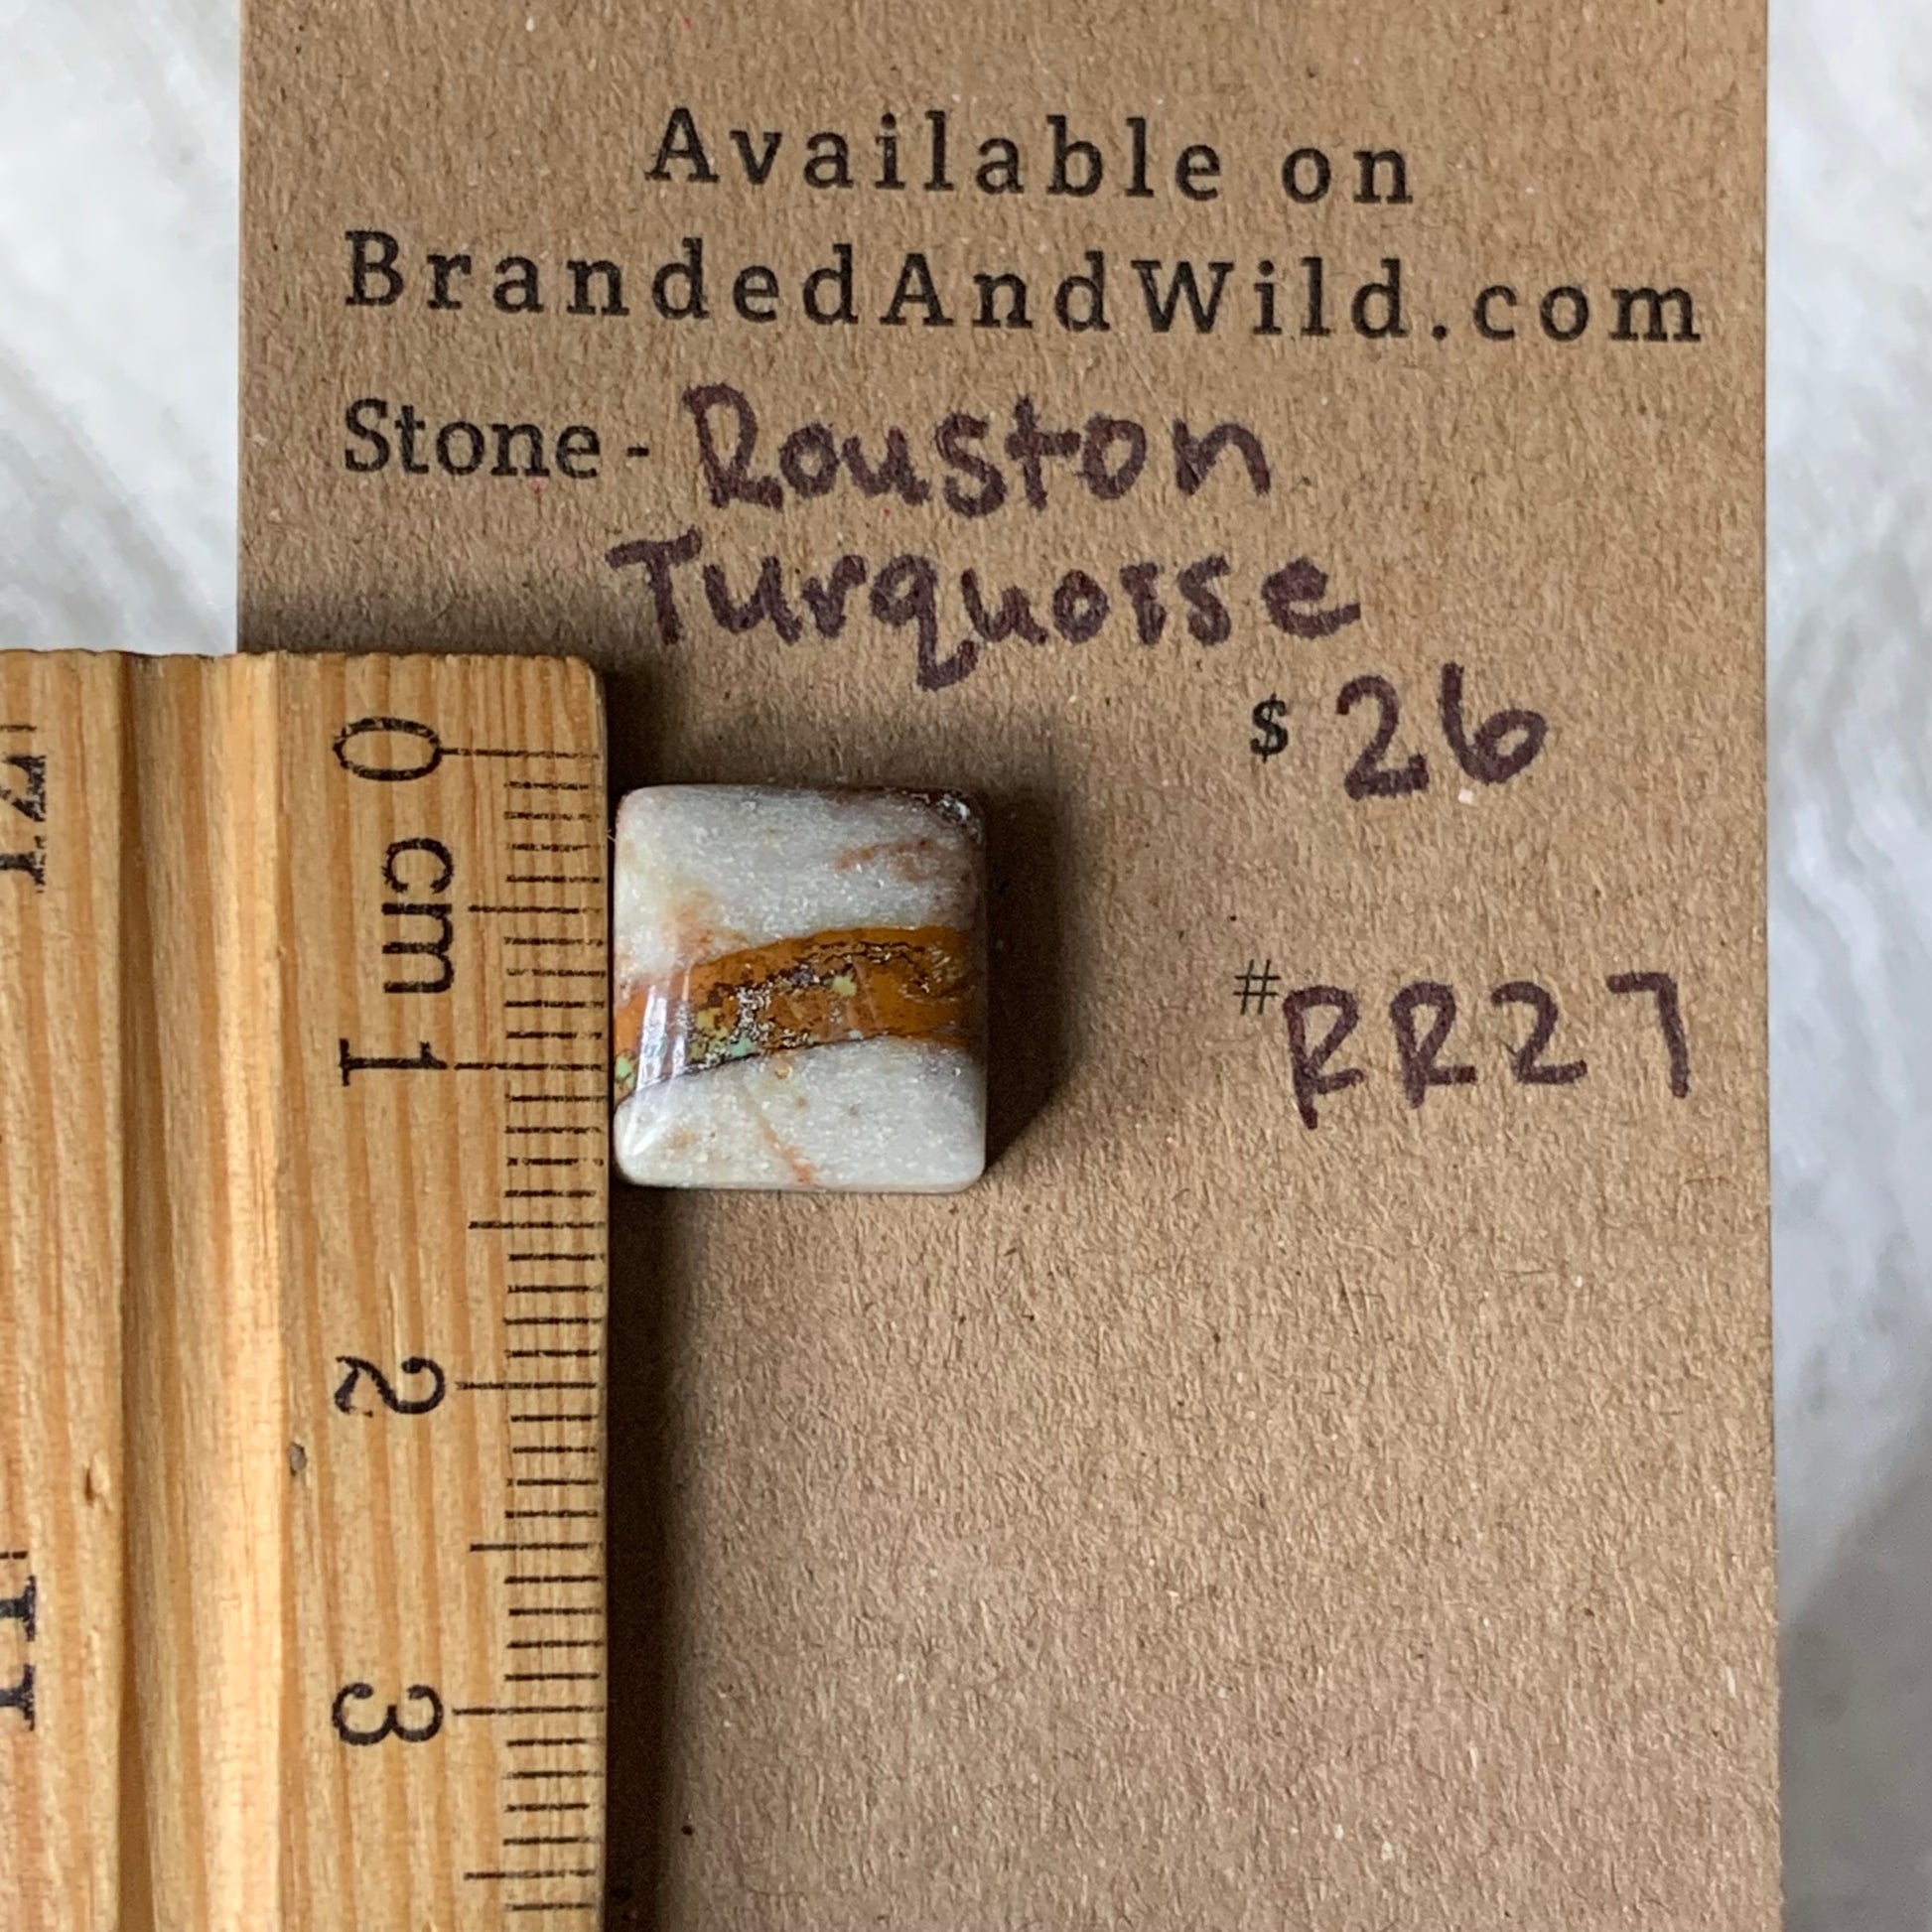 Available on
BrandedAndWild.com
Stone - Rouston
Turquoise
$ 26
#RR27
0 cm 1 2 3